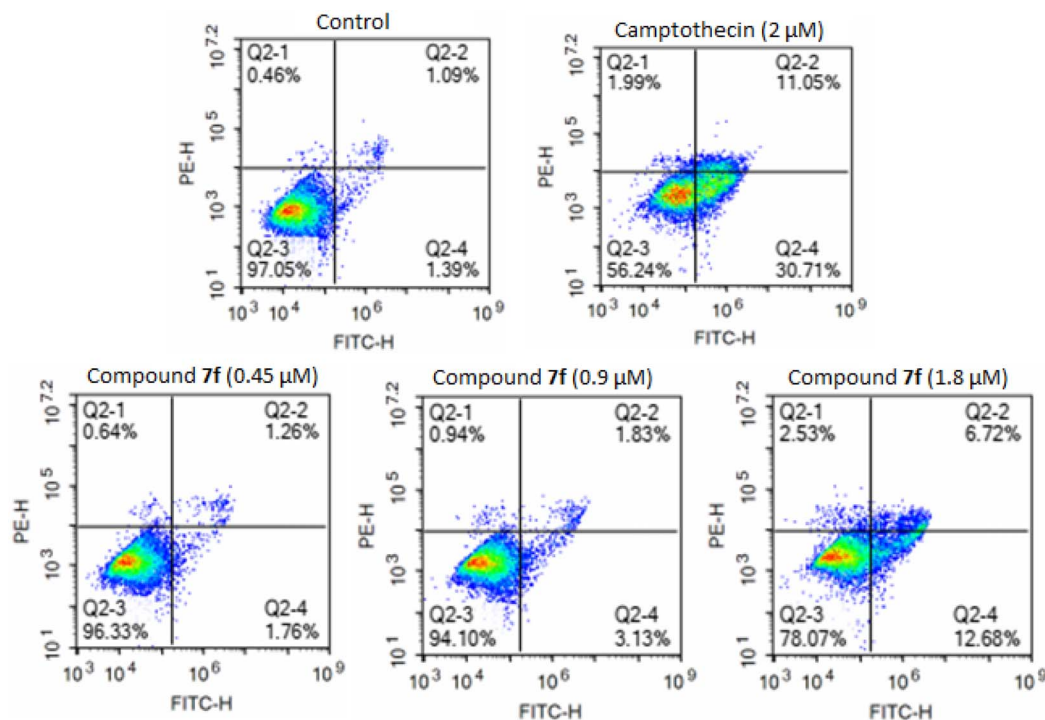 Control
Q2-1
0.46%
Q2-2
1.09%
Q2-3
97.05%
Q2-4
1.39%
PE-H
10^1
10^3
10^5
10^7.2
10^3
10^4
10^6
10^9
FITC-H
Camptothecin (2 µM)
Q2-1
1.99%
Q2-2
11.05%
Q2-3
56.24%
Q2-4
30.71%
PE-H
10^1
10^3
10^5
10^7.2
10^3
10^4
10^6
10^9
FITC-H
Compound 7f (0.45 µM)
Q2-1
0.64%
Q2-2
1.26%
Q2-3
96.33%
Q2-4
1.76%
PE-H
10^1
10^3
10^5
10^7.2
10^3
10^4
10^6
10^9
FITC-H
Compound 7f (0.9 µM)
Q2-1
0.94%
Q2-2
1.83%
Q2-3
94.10%
Q2-4
3.13%
PE-H
10^1
10^3
10^5
10^7.2
10^3
10^4
10^6
10^9
FITC-H
Compound 7f (1.8 µM)
Q2-1
2.53%
Q2-2
6.72%
Q2-3
78.07%
Q2-4
12.68%
PE-H
10^1
10^3
10^5
10^7.2
10^3
10^4
10^6
10^9
FITC-H